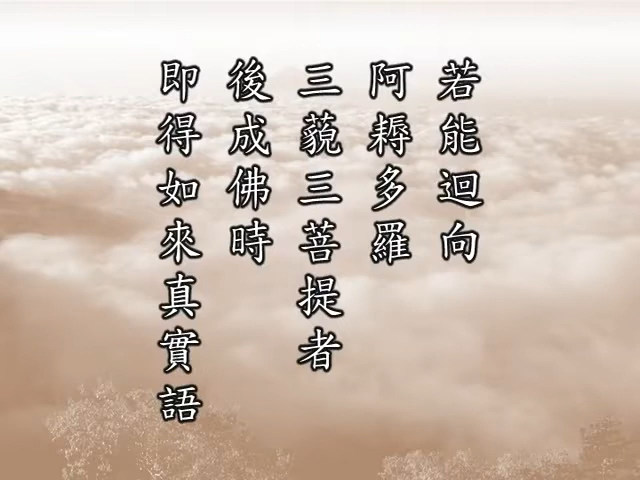 若能迴向
阿耨多羅
三藐三菩提者
後成佛時
即得如來真實語